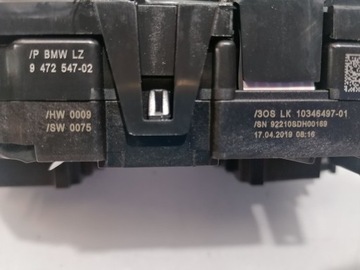 /P BMW LZ
9 472 547-02
/HW 0009
/SW 0075
/3OS LK 10346497-01
/SN 92210SDH00169
17.04.2019 08:16